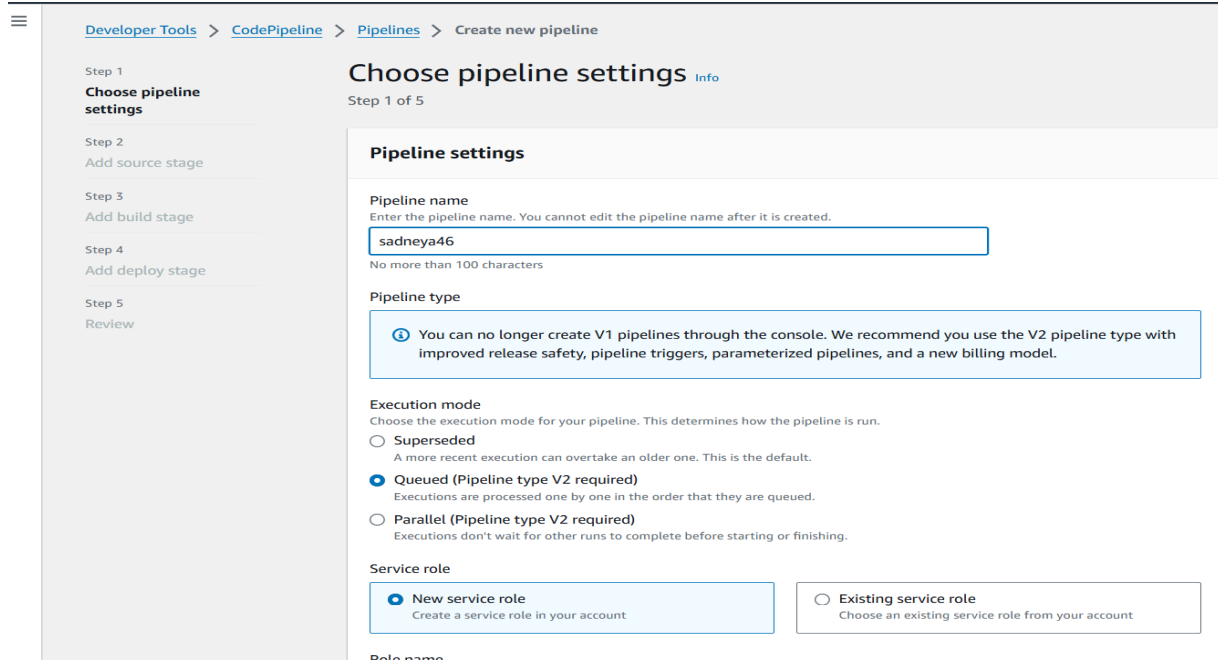 Developer Tools > CodePipeline > Pipelines > Create new pipeline
Step 1
Choose pipeline
settings
Step 2
Add source stage
Step 3
Add build stage
Step 4
Add deploy stage
Step 5
Review
Choose pipeline settings Info
Step 1 of 5
Pipeline settings
Pipeline name
Enter the pipeline name. You cannot edit the pipeline name after it is created.
sadneya46
No more than 100 characters
Pipeline type
You can no longer create V1 pipelines through the console. We recommend you use the V2 pipeline type with
improved release safety, pipeline triggers, parameterized pipelines, and a new billing model.
Execution mode
Choose the execution mode for your pipeline. This determines how the pipeline is run.
Superseded
A more recent execution can overtake an older one. This is the default.
Queued (Pipeline type V2 required)
Executions are processed one by one in the order that they are queued.
Parallel (Pipeline type V2 required)
Executions don't wait for other runs to complete before starting or finishing.
Service role
New service role
Create a service role in your account
Existing service role
Choose an existing service role from your account
Role name